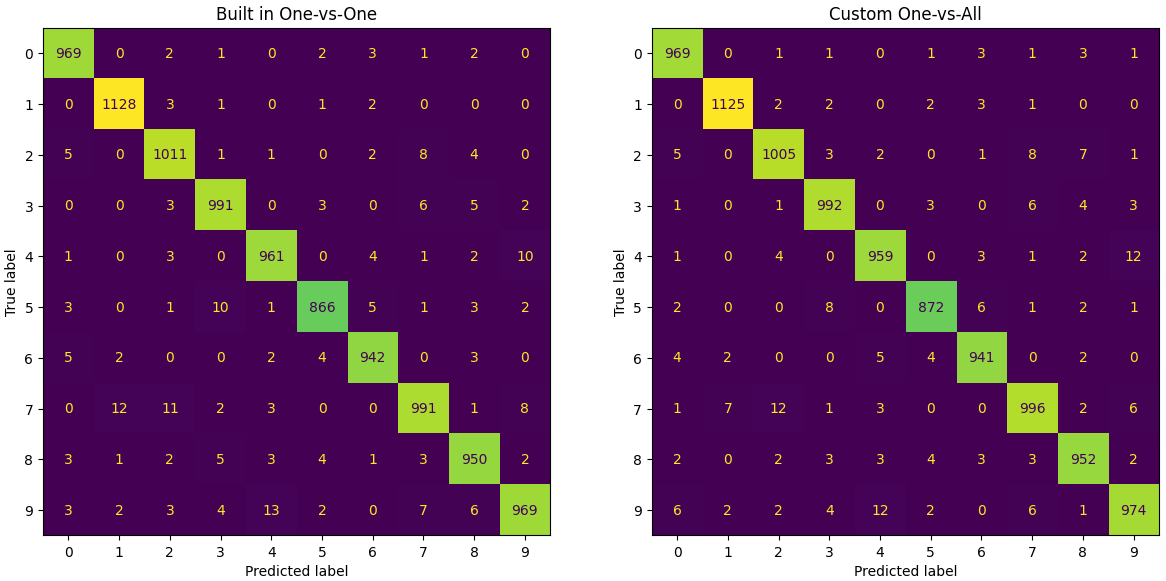 Built in One-vs-One
True label
0 969 0 2 1 0 2 3 1 2 0
1 0 1128 3 1 0 1 2 0 0 0
2 5 0 1011 1 1 0 2 8 4 0
3 0 0 3 991 0 3 0 6 5 2
4 1 0 3 0 961 0 4 1 2 10
5 3 0 1 10 1 866 5 1 3 2
6 5 2 0 0 2 4 942 0 3 0
7 0 12 11 2 3 0 0 991 1 8
8 3 1 2 5 3 4 1 3 950 2
9 3 2 3 4 13 2 0 7 6 969
0 1 2 3 4 5 6 7 8 9
Predicted label
Custom One-vs-All
True label
0 969 0 1 1 0 1 3 1 3 1
1 0 1125 2 2 0 2 3 1 0 0
2 5 0 1005 3 2 0 1 8 7 1
3 1 0 1 992 0 3 0 6 4 3
4 1 0 4 0 959 0 3 1 2 12
5 2 0 0 8 0 872 6 1 2 1
6 4 2 0 0 5 4 941 0 2 0
7 1 7 12 1 3 0 0 996 2 6
8 2 0 2 3 3 4 3 3 952 2
9 6 2 2 4 12 2 0 6 1 974
0 1 2 3 4 5 6 7 8 9
Predicted label